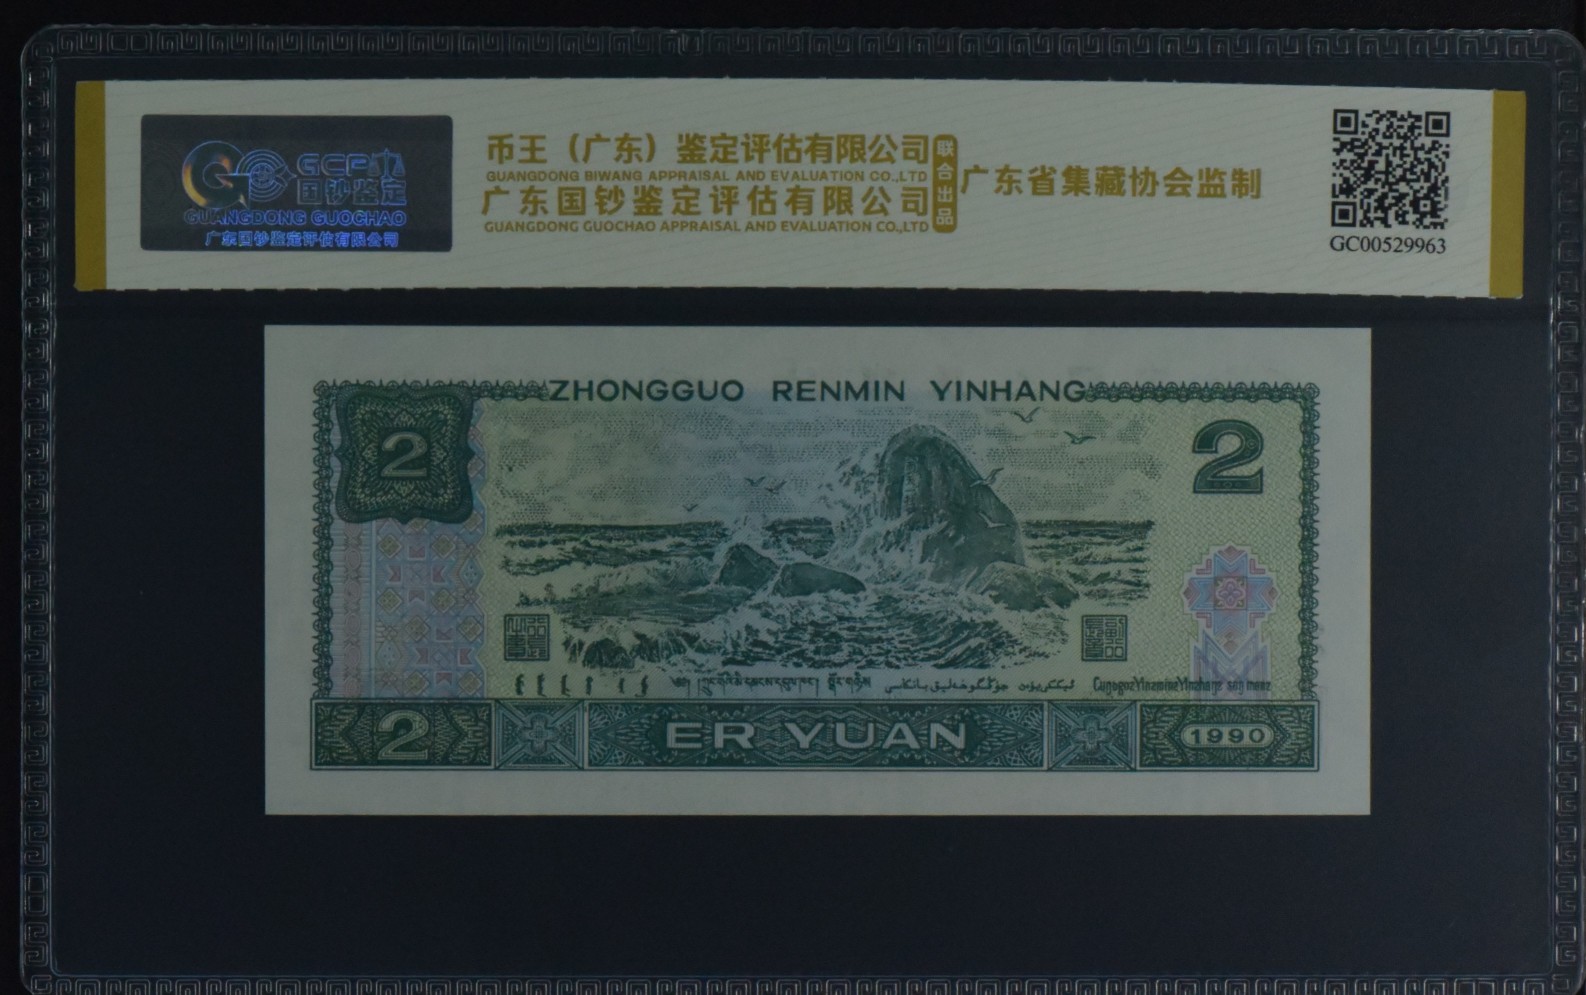 GCP
国钞鉴定
GUANGDONG GUOCHAO
广东国钞鉴定评估有限公司
币王（广东）鉴定评估有限公司
GUANGDONG BIWANG APPRAISAL AND EVALUATION CO.,LTD
广东国钞鉴定评估有限公司
GUANGDONG GUOCHAO APPRAISAL AND EVALUATION CO.,LTD
联合出品
广东省集藏协会监制
GC00529963
ZHONGGUO RENMIN YINHANG
2
2
2 ER YUAN 1990